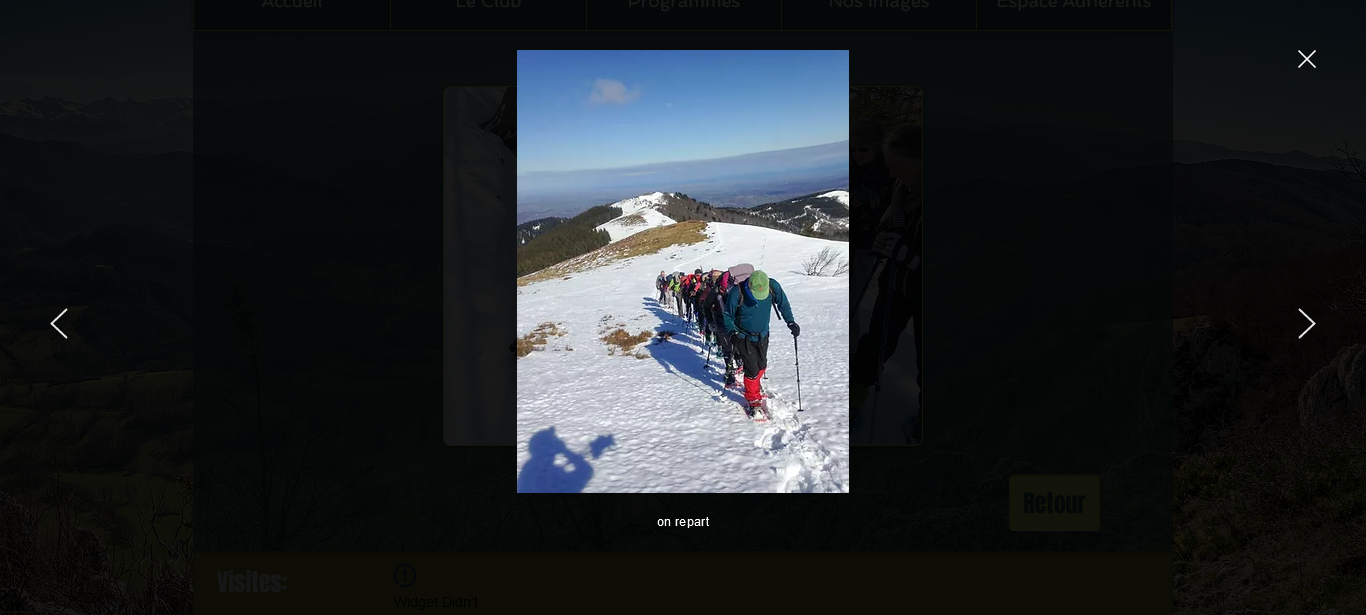 Accueil
Le Club
Programmes
Nos Images
Espace Adhérents
on repart
Retour
Visites:
Widget Didn't